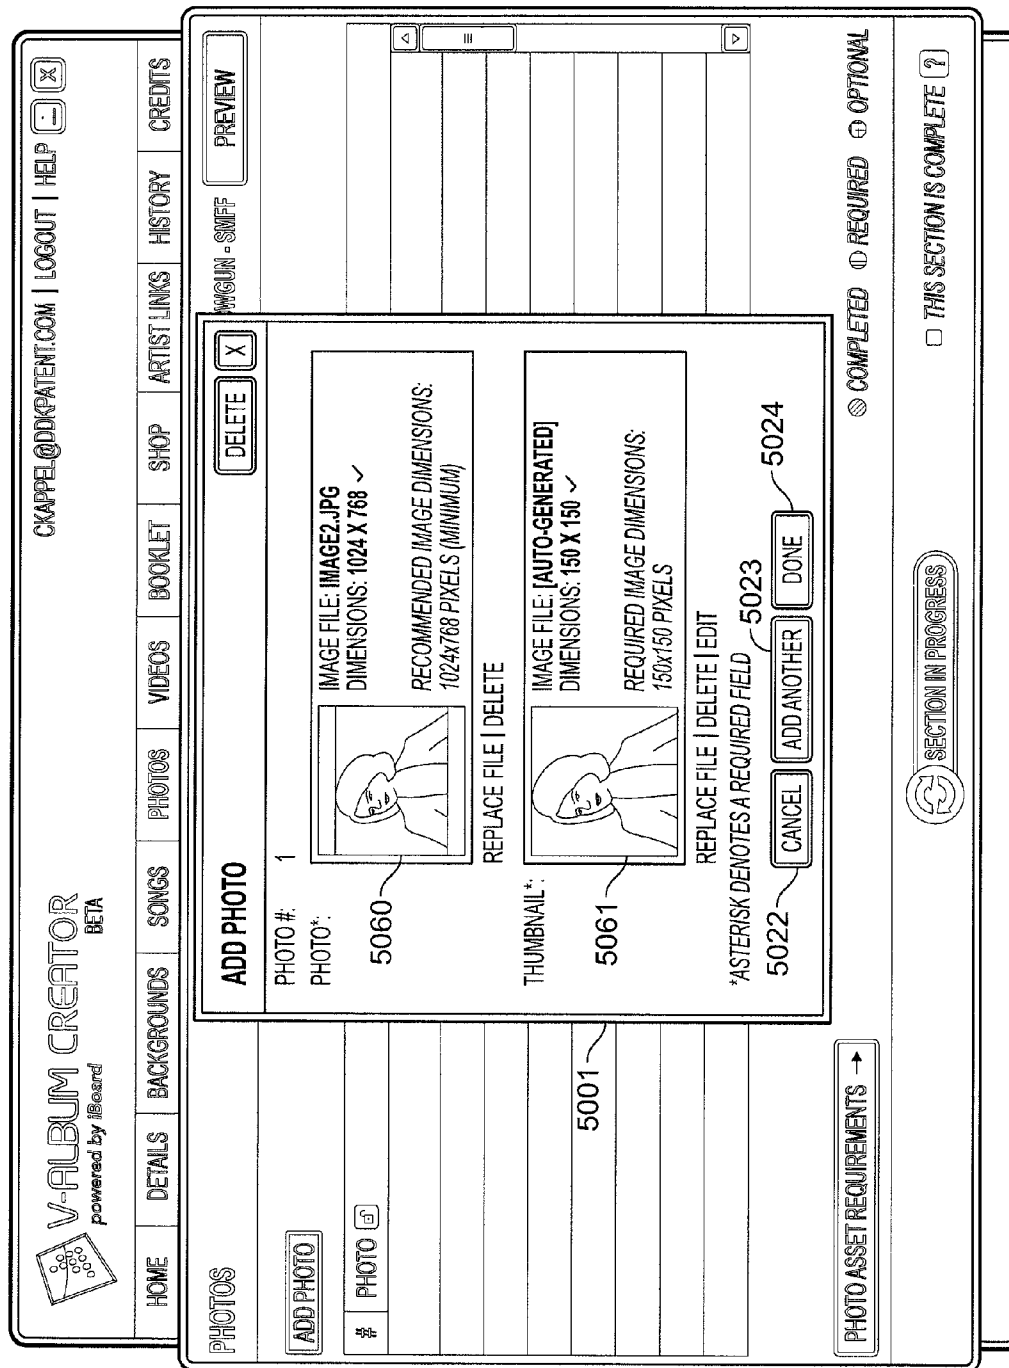 V-ALBUM CREATOR
powered by iBoard
BETA
CKAPPEL@DDKPATENT.COM | LOGOUT | HELP
HOME DETAILS BACKGROUNDS SONGS PHOTOS VIDEOS BOOKLET SHOP ARTIST LINKS HISTORY CREDITS
PHOTOS
WGUN - SMFF
PREVIEW
ADD PHOTO
# PHOTO
ADD PHOTO
DELETE X
PHOTO #: 1
PHOTO*:
IMAGE FILE: IMAGE2.JPG
DIMENSIONS: 1024 X 768 ✓
RECOMMENDED IMAGE DIMENSIONS:
1024x768 PIXELS (MINIMUM)
5060
REPLACE FILE | DELETE
THUMBNAIL*:
IMAGE FILE: [AUTO-GENERATED]
DIMENSIONS: 150 X 150 ✓
REQUIRED IMAGE DIMENSIONS:
150x150 PIXELS
5061
REPLACE FILE | DELETE | EDIT
*ASTERISK DENOTES A REQUIRED FIELD
5001
5022
CANCEL
5023
ADD ANOTHER
5024
DONE
PHOTO ASSET REQUIREMENTS →
COMPLETED REQUIRED OPTIONAL
SECTION IN PROGRESS
THIS SECTION IS COMPLETE ?